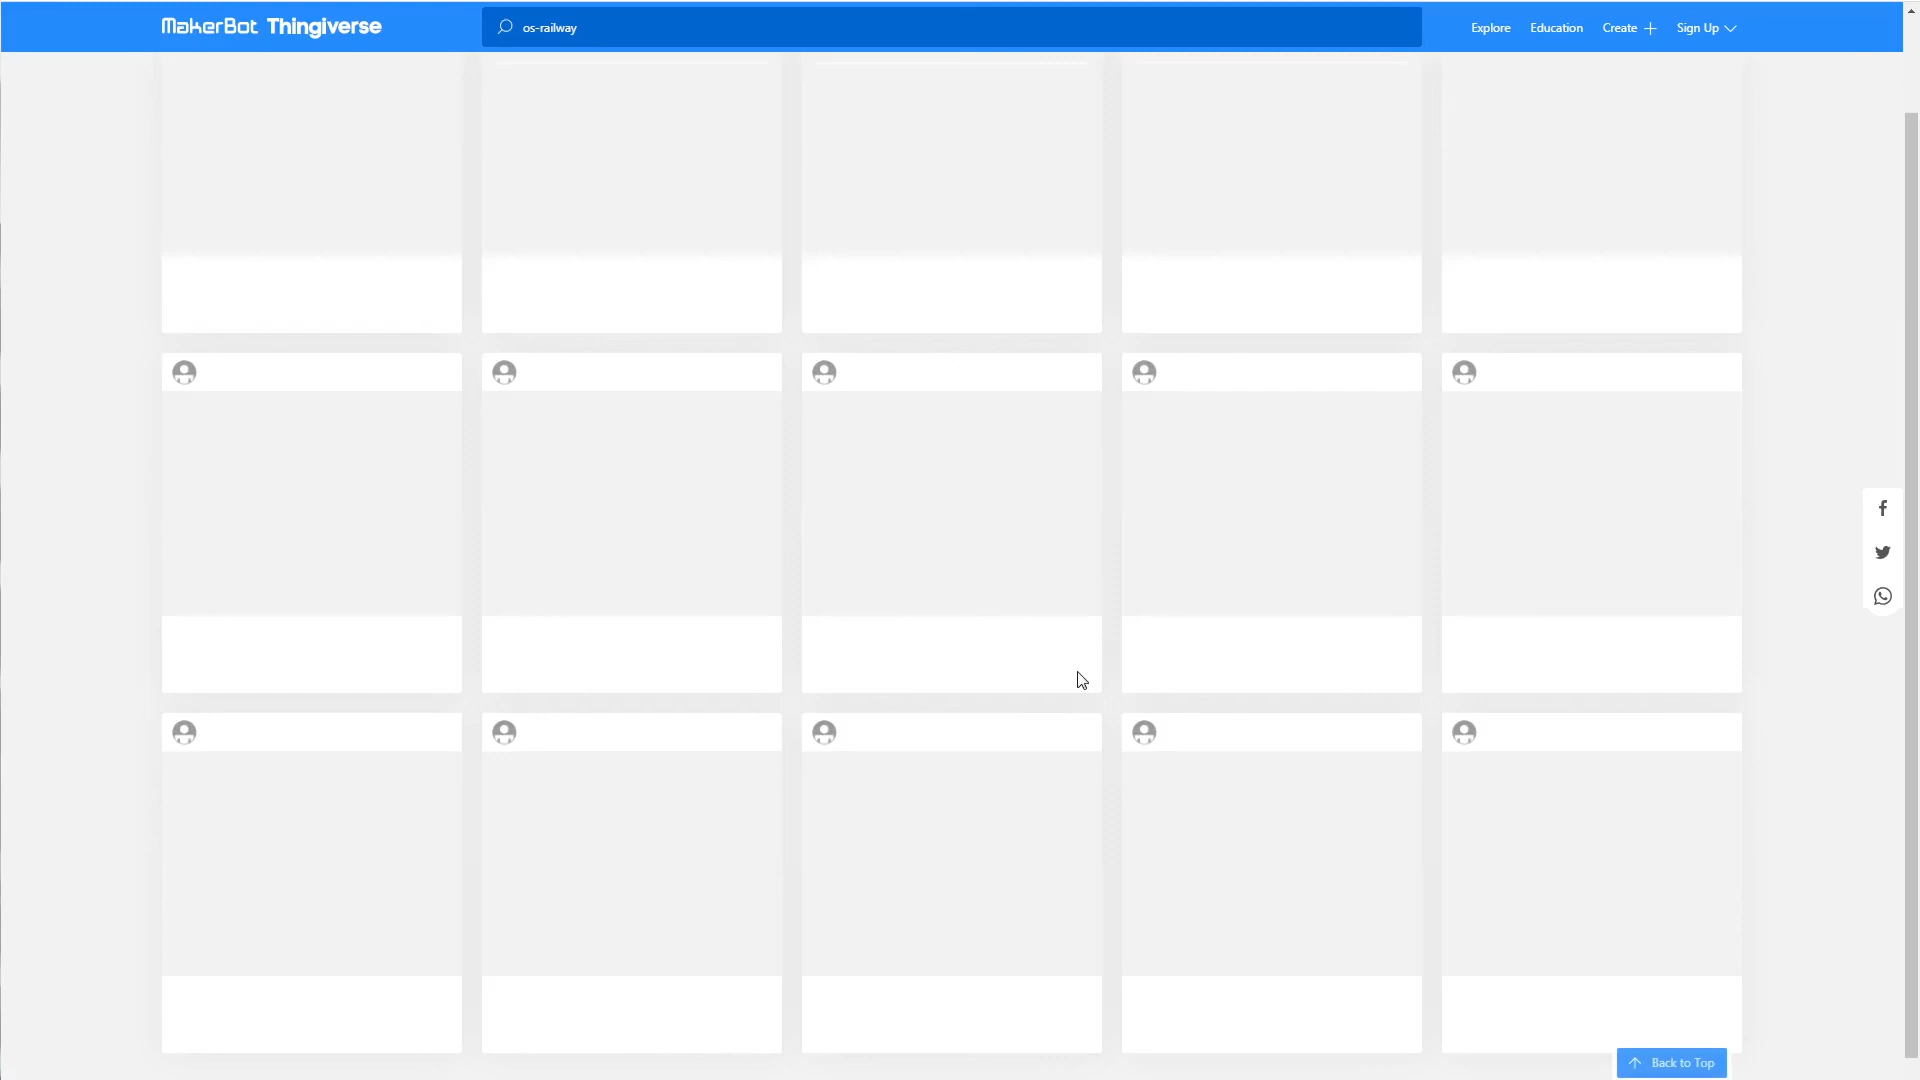 MakerBot Thingiverse
os-railway
Explore
Education
Create
Sign Up
Back to Top